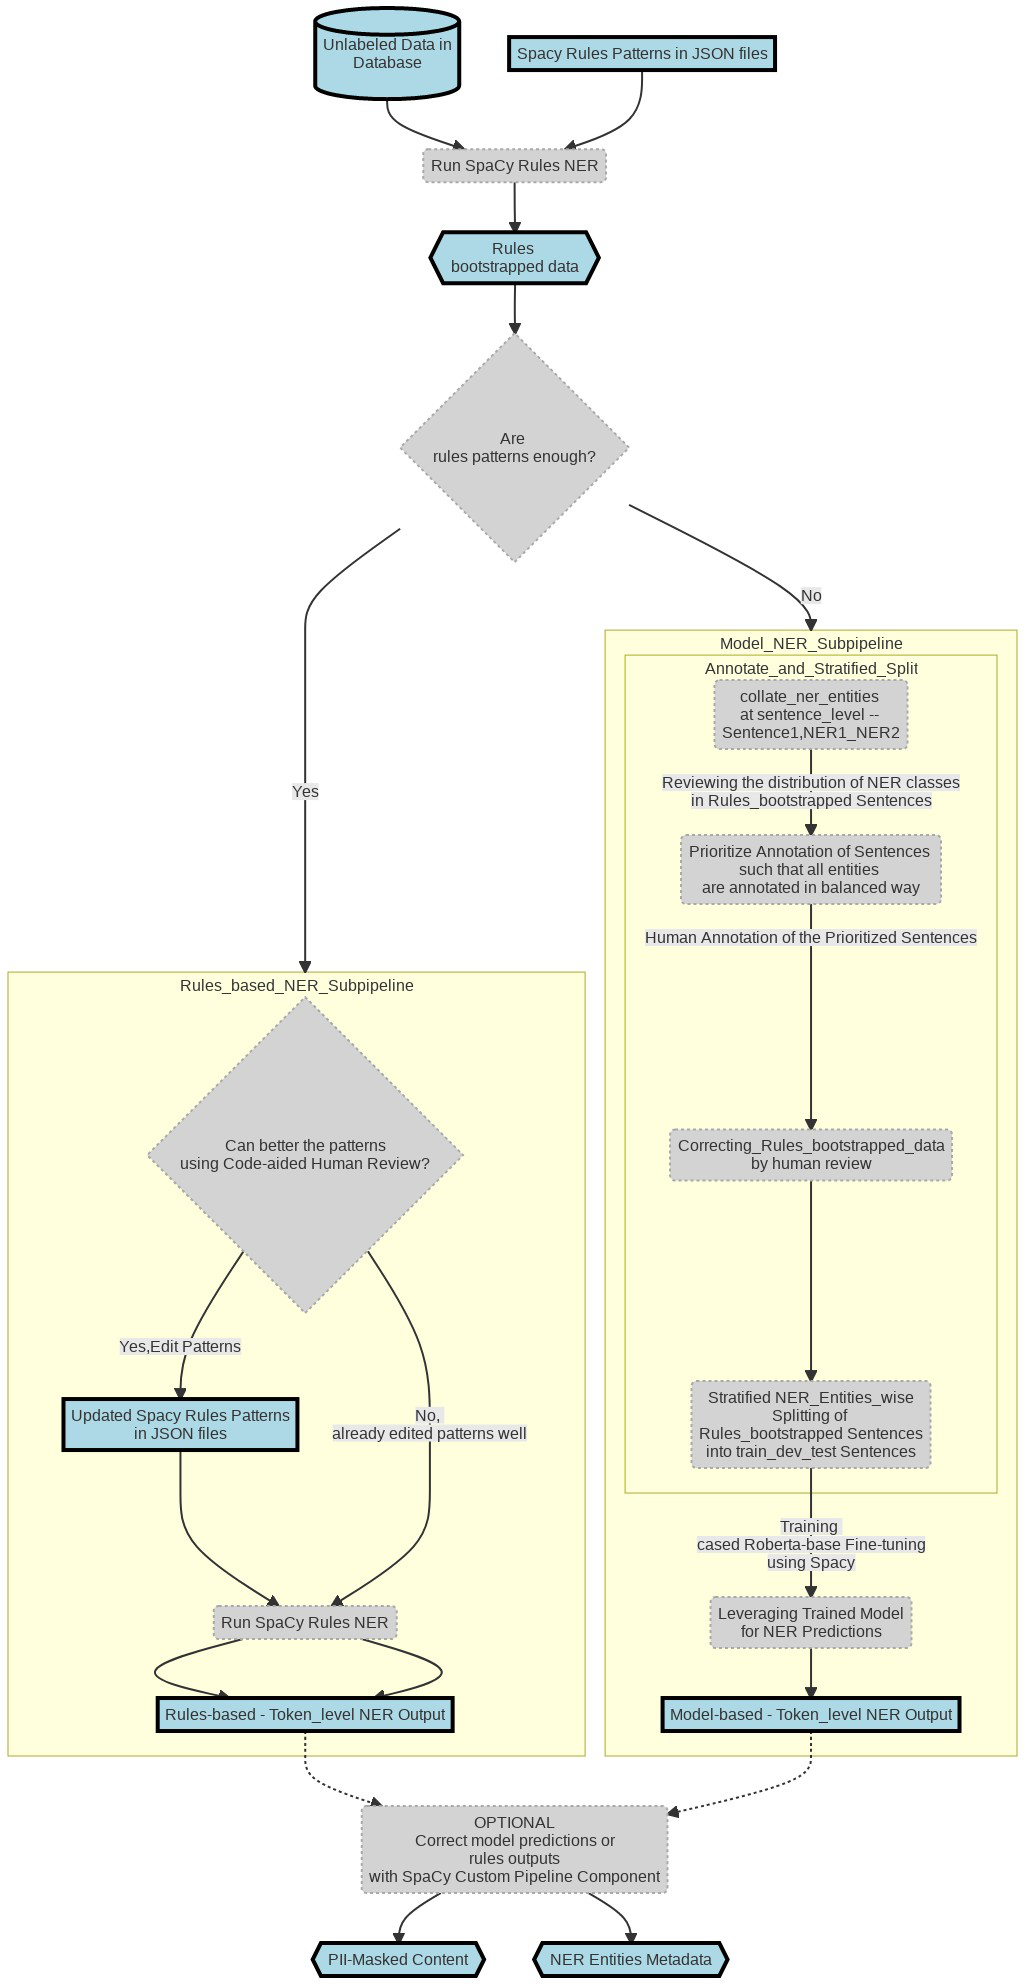 Unlabeled Data in
Database
Spacy Rules Patterns in JSON files
Run SpaCy Rules NER
Rules
bootstrapped data
Are
rules patterns enough?
No
Yes
Model_NER_Subpipeline
Annotate_and_Stratified_Split
collate_ner_entities
at sentence_level --
Sentence1,NER1_NER2
Reviewing the distribution of NER classes
in Rules_bootstrapped Sentences
Prioritize Annotation of Sentences
such that all entities
are annotated in balanced way
Human Annotation of the Prioritized Sentences
Correcting_Rules_bootstrapped_data
by human review
Stratified NER_Entities_wise
Splitting of
Rules_bootstrapped Sentences
into train_dev_test Sentences
Training
cased Roberta-base Fine-tuning
using Spacy
Leveraging Trained Model
for NER Predictions
Model-based - Token_level NER Output
Rules_based_NER_Subpipeline
Can better the patterns
using Code-aided Human Review?
Yes,Edit Patterns
Updated Spacy Rules Patterns
in JSON files
No,
already edited patterns well
Run SpaCy Rules NER
Rules-based - Token_level NER Output
OPTIONAL
Correct model predictions or
rules outputs
with SpaCy Custom Pipeline Component
PII-Masked Content
NER Entities Metadata